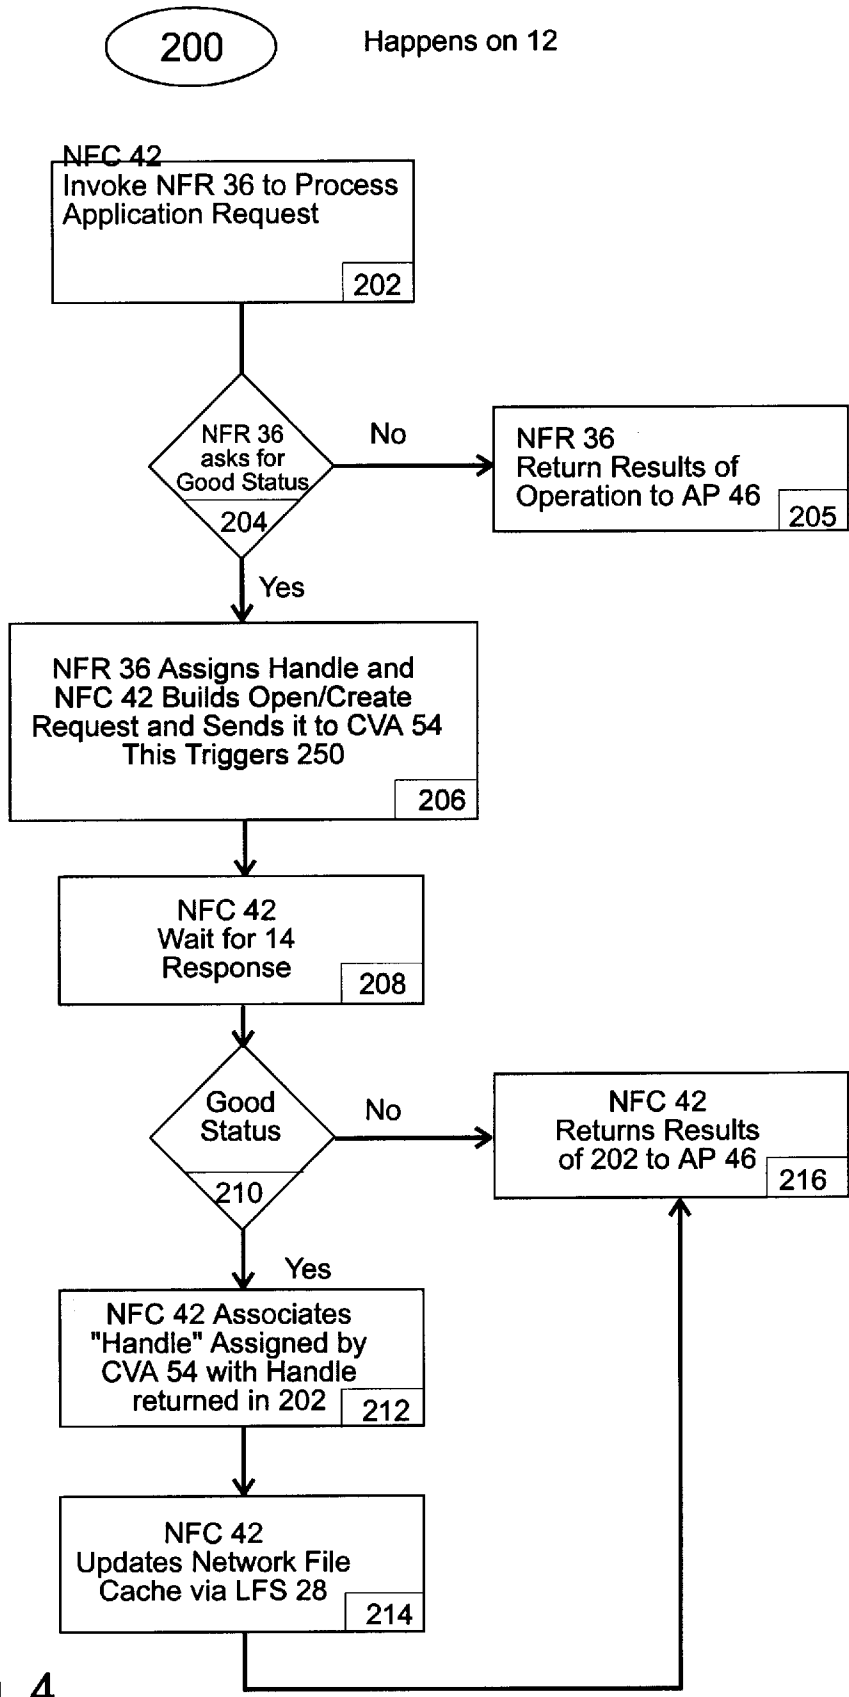 200
Happens on 12
NFC 42
Invoke NFR 36 to Process
Application Request
202
NFR 36
asks for
Good Status
204
No
NFR 36
Return Results of
Operation to AP 46
205
Yes
NFR 36 Assigns Handle and
NFC 42 Builds Open/Create
Request and Sends it to CVA 54
This Triggers 250
206
NFC 42
Wait for 14
Response
208
Good
Status
210
No
NFC 42
Returns Results
of 202 to AP 46
216
Yes
NFC 42 Associates
"Handle" Assigned by
CVA 54 with Handle
returned in 202
212
NFC 42
Updates Network File
Cache via LFS 28
214
4